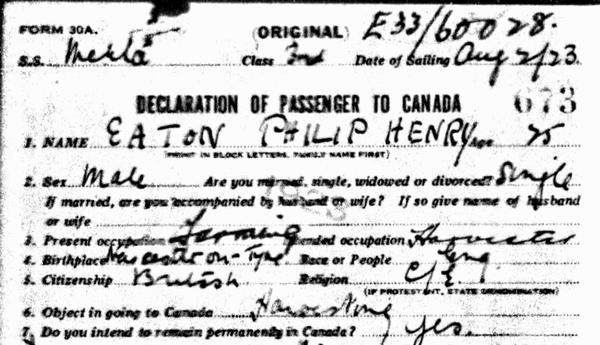 FORM 30A. (ORIGINAL) E33/60028.
S.S. Class 3rd Date of Sailing Aug 2/23.
DECLARATION OF PASSENGER TO CANADA 673
1. NAME EATON PHILIP HENRY Age 25
(PRINT IN BLOCK LETTERS, FAMILY NAME FIRST)
2. Sex Male Are you married, single, widowed or divorced? Single
If married, are you accompanied by husband or wife? If so give name of husband
or wife
3. Present occupation Farming Intended occupation Harvester
4. Birthplace Newcastle on-Tyne Race or People Eng
5. Citizenship British Religion C/E
(IF PROTESTANT, STATE DENOMINATION)
6. Object in going to Canada Harvesting
7. Do you intend to remain permanently in Canada? yes.